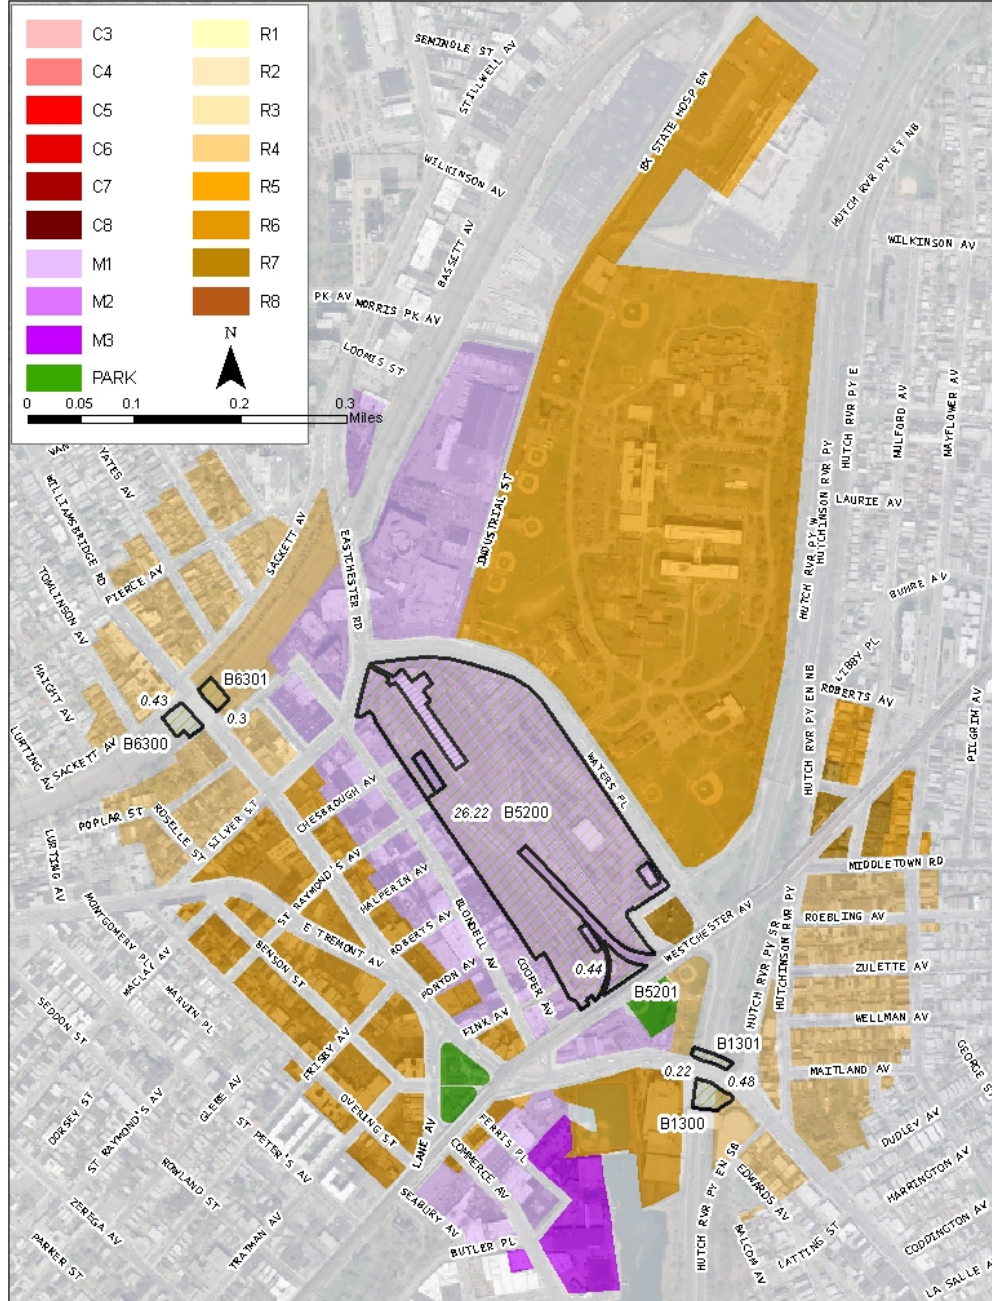 C3 R1
C4 R2
C5 R3
C6 R4
C7 R5
C8 R6
M1 R7
M2 R8
M3
PARK
N
0 0.05 0.1 0.2 0.3
Miles
SEMINOLE ST
STILLWELL AV
BX STATE HOSP EN
WILKINSON AV
HUTCH RVR PY ET NB
WILKINSON AV
BASSETT AV
PK AV
MORRIS PK AV
LOOMIS ST
HUTCH RVR PY E
MULFORD AV
MAYFLOWER AV
VAN
YATES AV
WILLIAMSBRIDGE RD
SACKETT AV
EASTCHESTER RD
INDUSTRIAL ST
HUTCHINSON RVR PY
HUTCH RVR PY W
LAURIE AV
PIERCE AV
TOMLINSON AV
BUHRE AV
HAIGHT AV
LIBBY PL
ROBERTS AV
PILGRIM AV
HUTCH RVR PY EN NB
B6301
0.43
0.3
B6300
LURTING AV
SACKETT AV
WATERS PL
CHESBROUGH AV
26.22 B5200
POPLAR ST
ROSELLE ST
SILVER ST
LURTING AV
ST RAYMOND'S AV
HALPERIN AV
MIDDLETOWN RD
MONTGOMERY PL
MACLAY AV
E TREMONT AV
ROBERTS AV
BLONDELL AV
WESTCHESTER AV
ROEBLING AV
BENSON ST
PONTON AV
COOPER AV
0.44
B5201
HUTCH RVR PY SR
HUTCHINSON RVR PY
ZULETTE AV
MARVIN PL
SEDDON ST
FINK AV
WELLMAN AV
FRISBY AV
B1301
0.22
0.48
B1300
MAITLAND AV
GEORGE S
GLEBE AV
OVERING ST
DORSEY ST
ST RAYMOND'S AV
ST PETER'S AV
LANE AV
FERRIS PL
COMMERCE AV
DUDLEY AV
HARRINGTON AV
ROWLAND ST
SEABURY AV
HUTCH RVR PY EN SB
EDWARDS AV
ZEREGA AV
TRATMAN AV
BUTLER PL
BALCOM AV
LATTING ST
CODDINGTON AV
PARKER ST
LA SALLE A